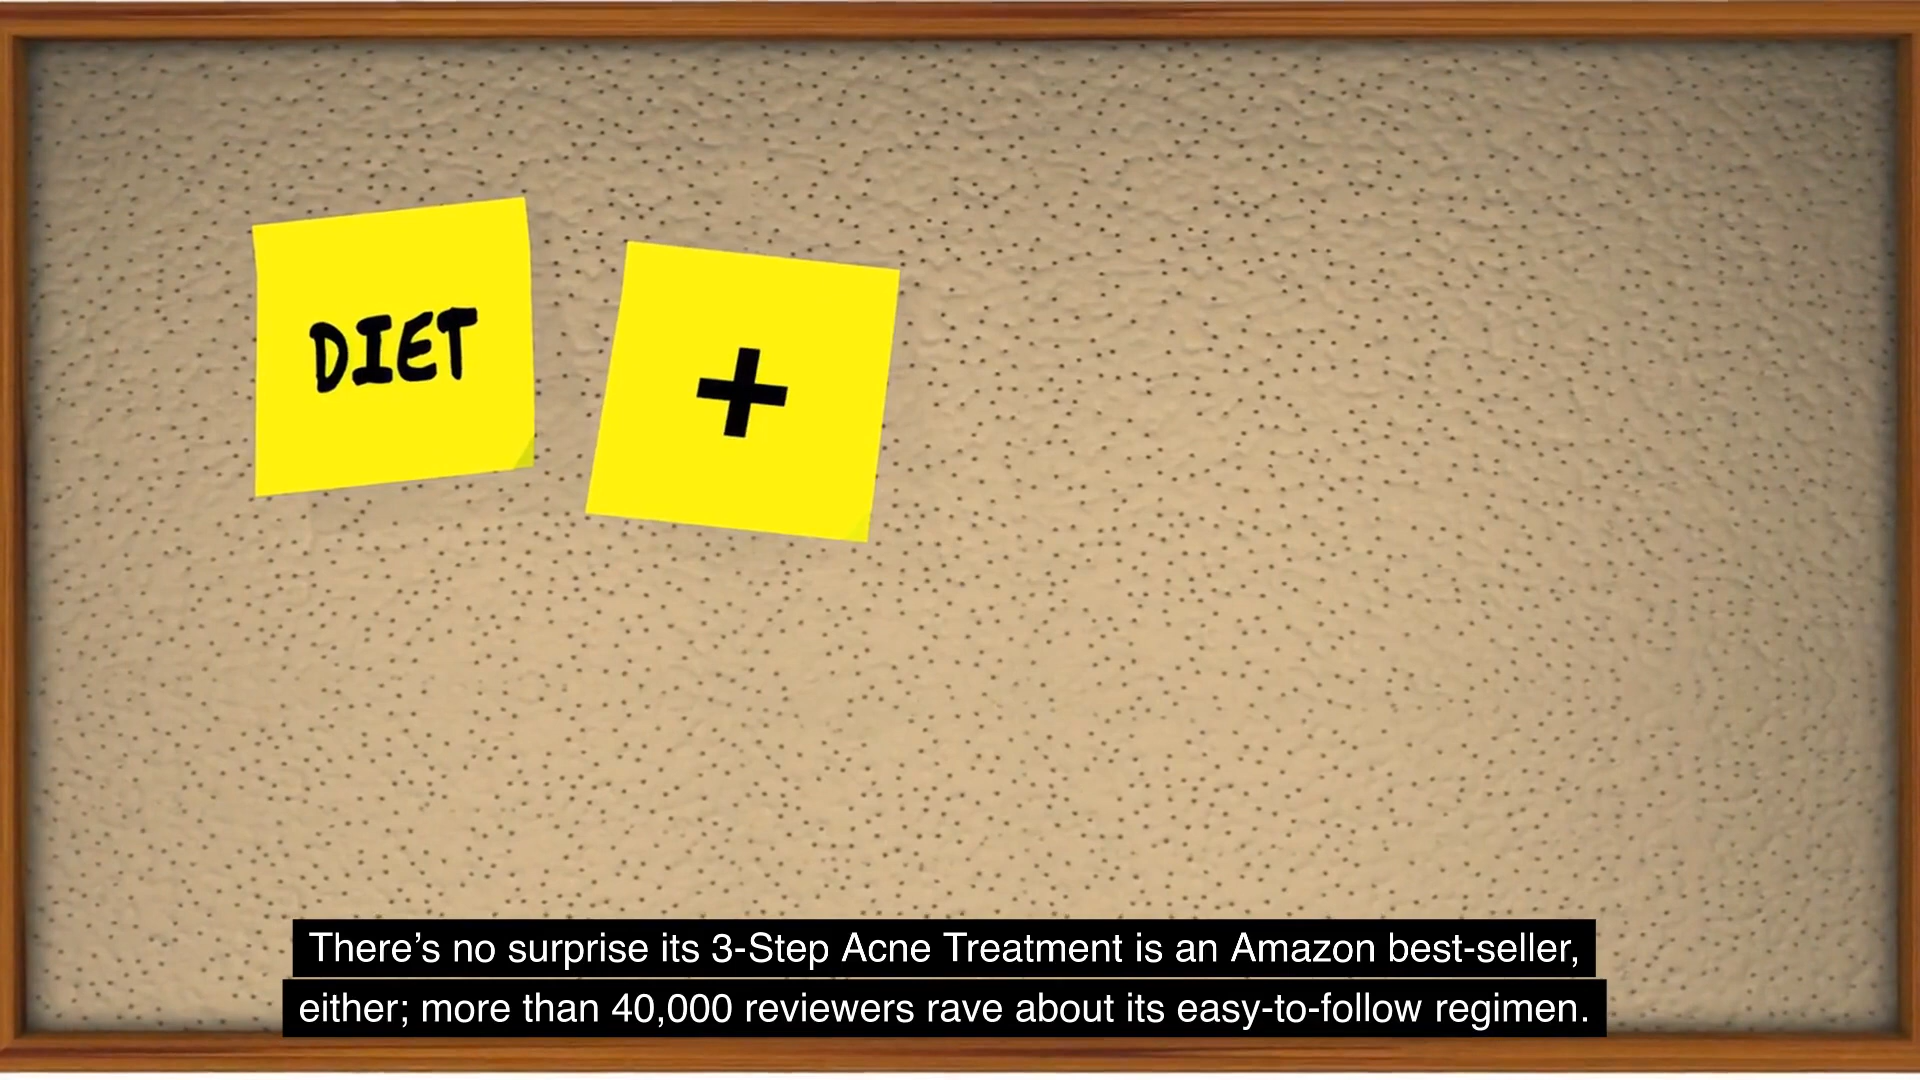 DIET
+
There’s no surprise its 3-Step Acne Treatment is an Amazon best-seller,
either; more than 40,000 reviewers rave about its easy-to-follow regimen.